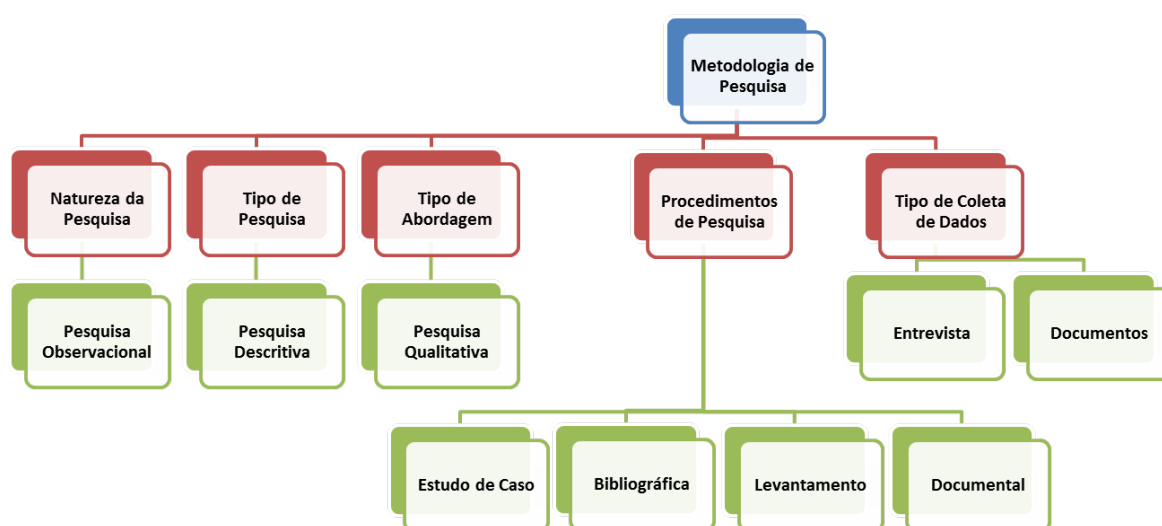 Metodologia de
Pesquisa
Natureza da
Pesquisa
Tipo de
Pesquisa
Tipo de
Abordagem
Procedimentos
de Pesquisa
Tipo de Coleta
de Dados
Pesquisa
Observacional
Pesquisa
Descritiva
Pesquisa
Qualitativa
Entrevista
Documentos
Estudo de Caso
Bibliográfica
Levantamento
Documental